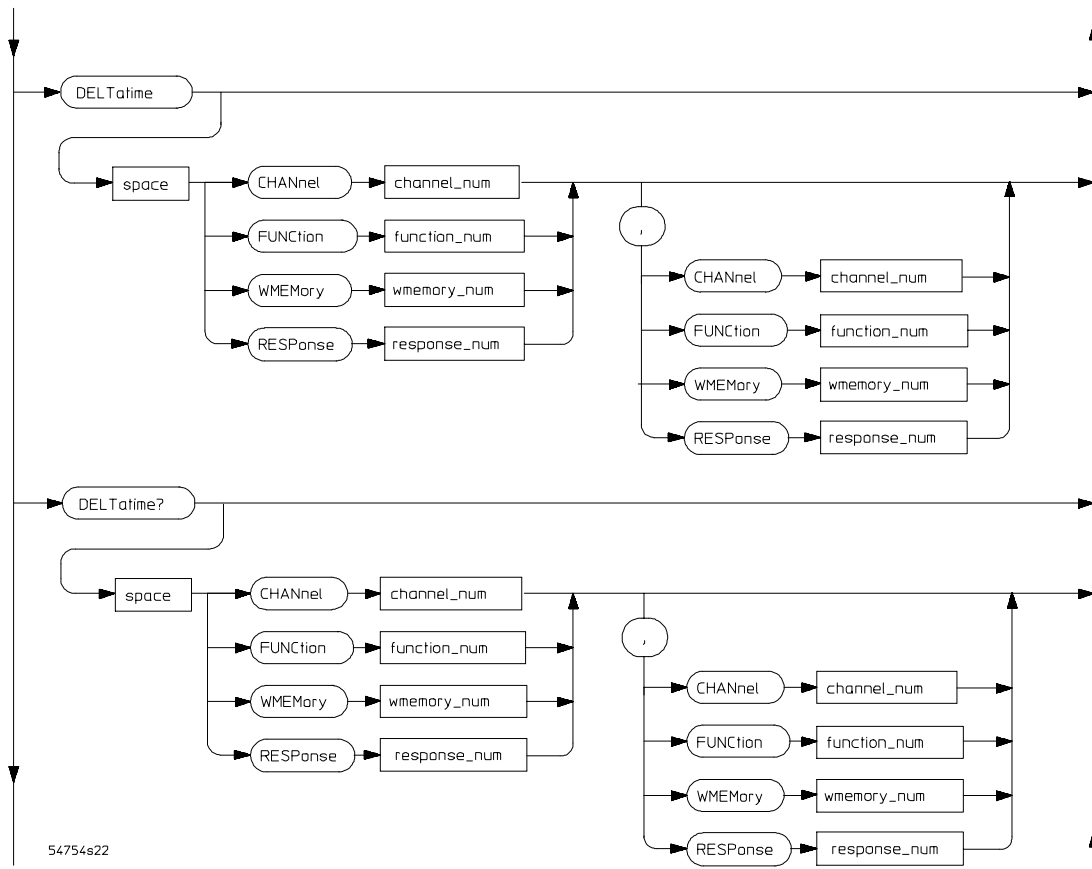 DELTatime
space
CHANnel channel_num
FUNCtion function_num
WMEMory wmemory_num
RESPonse response_num
,
CHANnel channel_num
FUNCtion function_num
WMEMory wmemory_num
RESPonse response_num
DELTatime?
space
CHANnel channel_num
FUNCtion function_num
WMEMory wmemory_num
RESPonse response_num
,
CHANnel channel_num
FUNCtion function_num
WMEMory wmemory_num
RESPonse response_num
54754s22